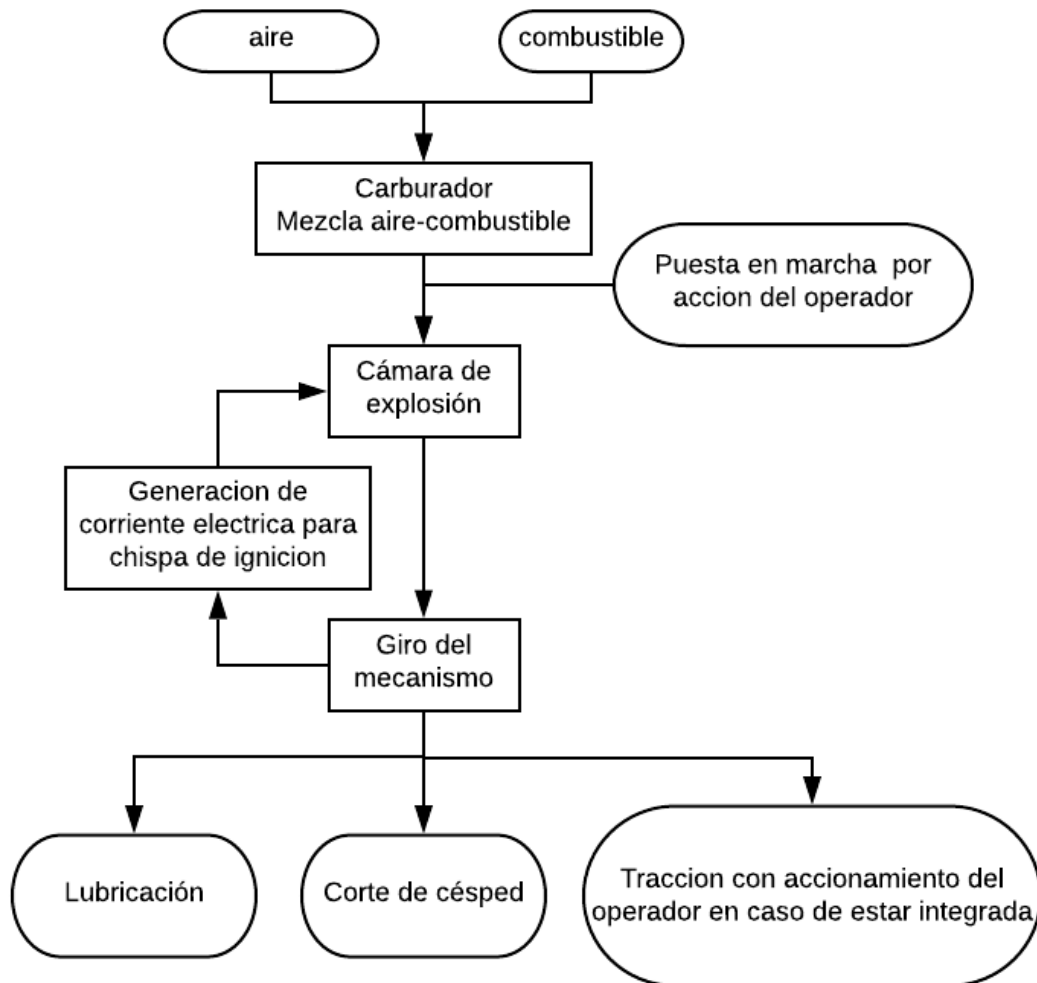 aire
combustible
Carburador
Mezcla aire-combustible
Puesta en marcha por
accion del operador
Cámara de
explosión
Generacion de
corriente electrica para
chispa de ignicion
Giro del
mecanismo
Lubricación
Corte de césped
Traccion con accionamiento del
operador en caso de estar integrada